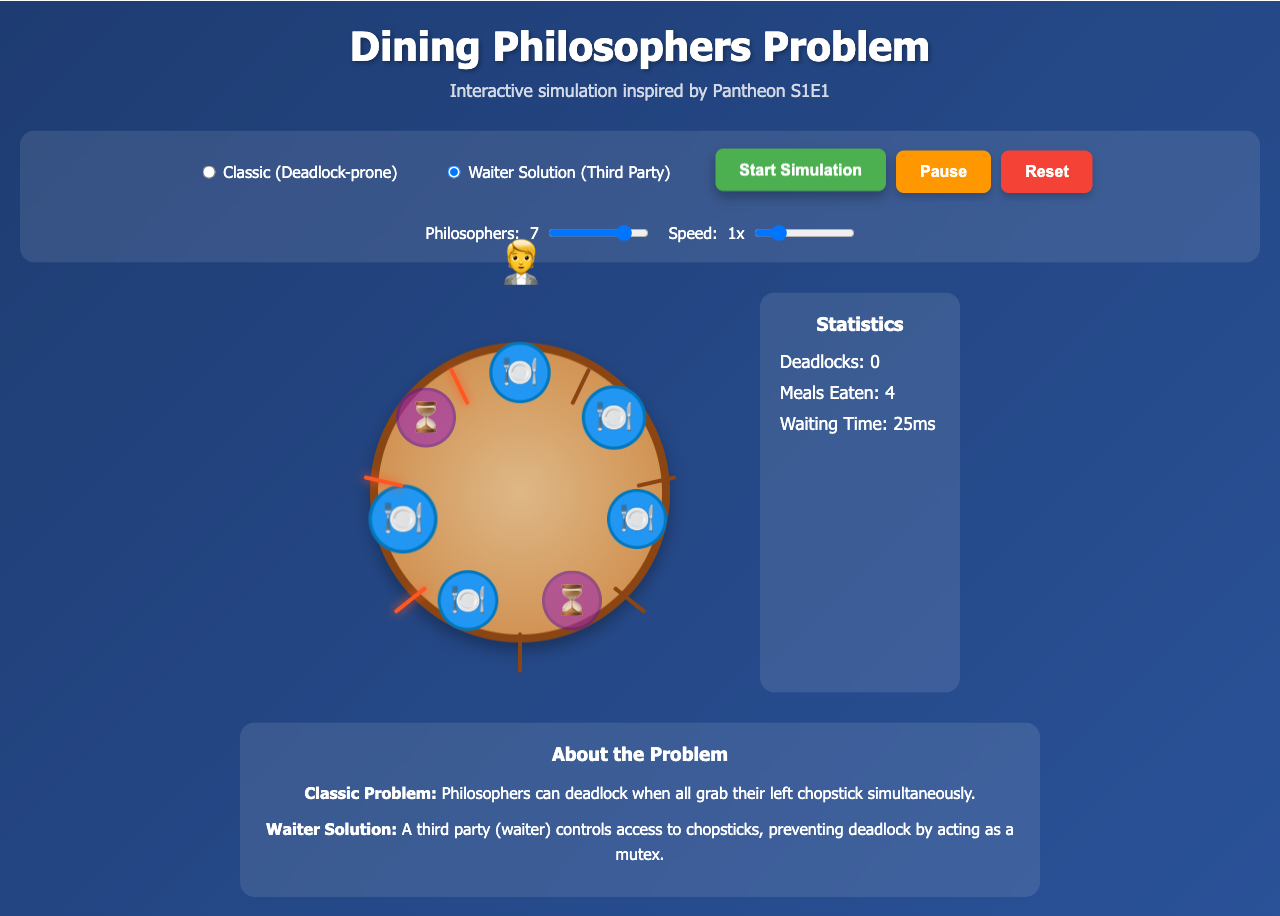 Dining Philosophers Problem
Interactive simulation inspired by Pantheon S1E1
Classic (Deadlock-prone)
Waiter Solution (Third Party)
Start Simulation
Pause
Reset
Philosophers: 7
Speed: 1x
Statistics
Deadlocks: 0
Meals Eaten: 4
Waiting Time: 25ms
About the Problem
Classic Problem: Philosophers can deadlock when all grab their left chopstick simultaneously.
Waiter Solution: A third party (waiter) controls access to chopsticks, preventing deadlock by acting as a
mutex.